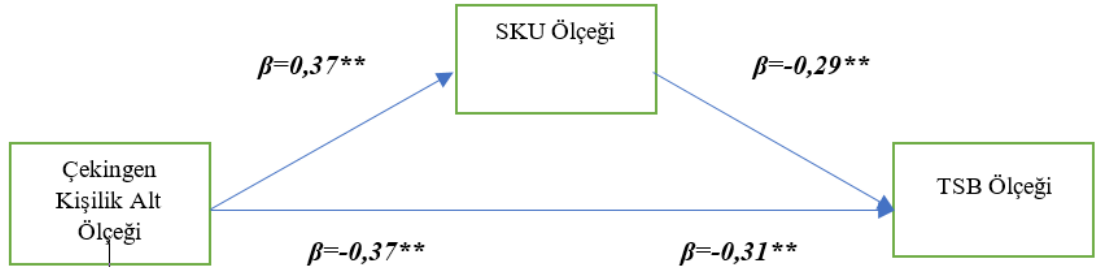 SKU Ölçeği
β=0,37**
β=-0,29**
Çekingen
Kişilik Alt
Ölçeği
TSB Ölçeği
β=-0,37**
β=-0,31**